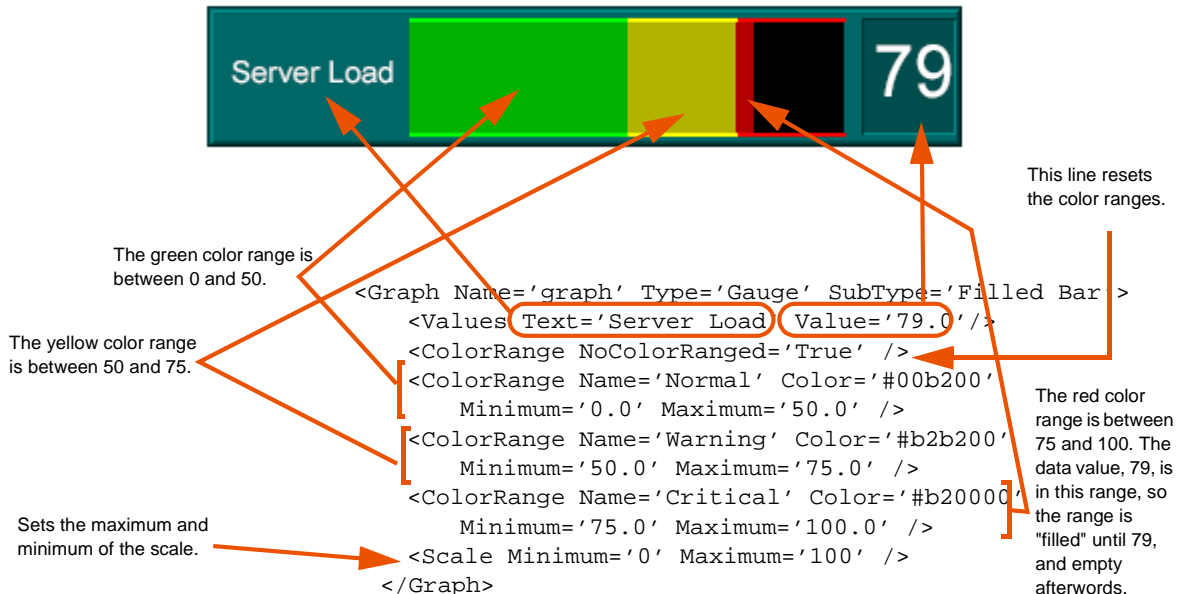 Server Load
79
This line resets
the color ranges.
The green color range is
between 0 and 50.
<Graph Name=’graph’ Type=’Gauge’ SubType=’Filled Bar’>
<Values Text=’Server Load’ Value=’79.0’/>
<ColorRange NoColorRanged=’True’ />
<ColorRange Name=’Normal’ Color=’#00b200’
Minimum=’0.0’ Maximum=’50.0’ />
<ColorRange Name=’Warning’ Color=’#b2b200’
Minimum=’50.0’ Maximum=’75.0’ />
<ColorRange Name=’Critical’ Color=’#b20000’
Minimum=’75.0’ Maximum=’100.0’ />
<Scale Minimum=’0’ Maximum=’100’ />
</Graph>
The yellow color range
is between 50 and 75.
The red color
range is between
75 and 100. The
data value, 79, is
in this range, so
the range is
"filled" until 79,
and empty
afterwords.
Sets the maximum and
minimum of the scale.